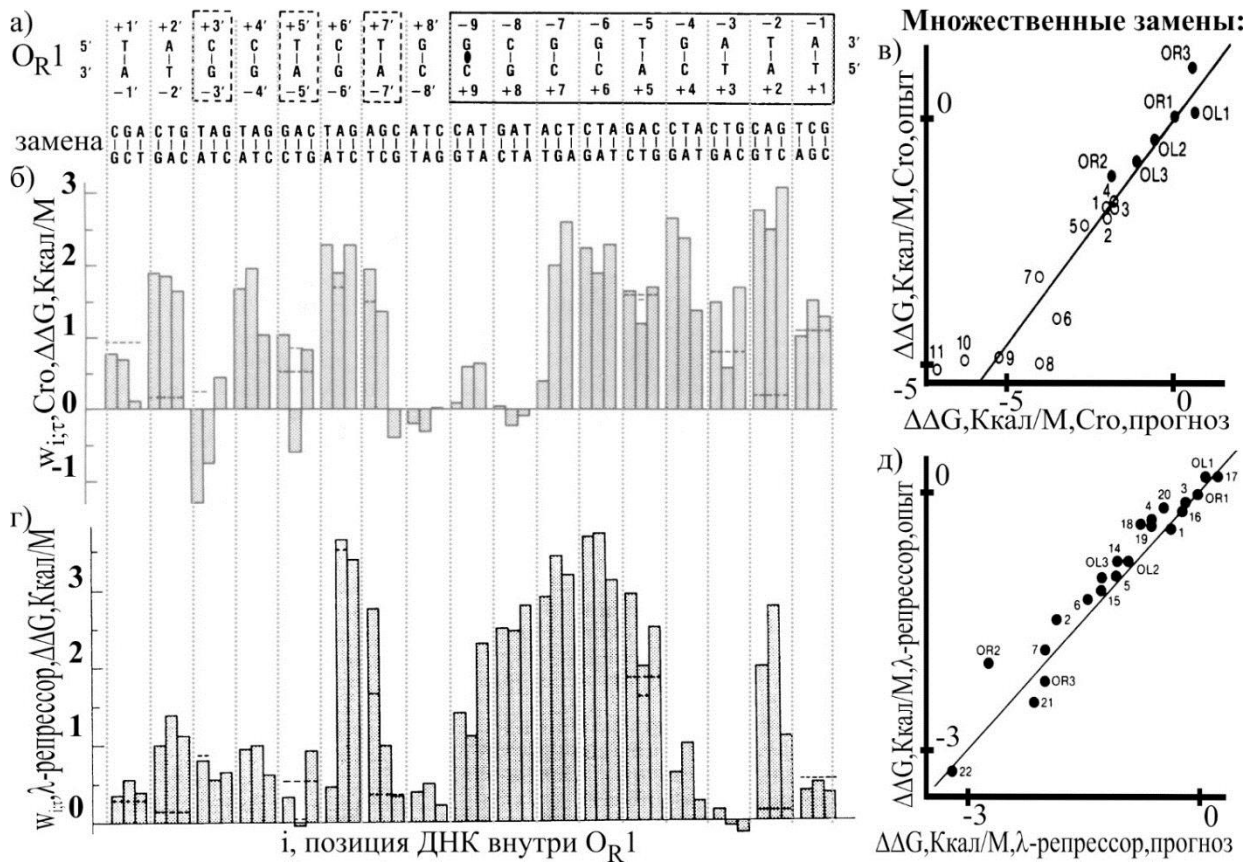 а)
+1' +2' +3' +4' +5' +6' +7' +8' −9 −8 −7 −6 −5 −4 −3 −2 −1
5' T A C C T C T G G C G G T G A T A 3'
O_R1
3' A T G G A G A C C G C C A C T A T 5'
−1' −2' −3' −4' −5' −6' −7' −8' +9 +8 +7 +6 +5 +4 +3 +2 +1
CGA CTG TAG TAG GAC TAG AGC ATC CAT GAT ACT CTA GAC CTA CTG CAG TCG
замена
GCT GAC ATC ATC CTG ATC TCG TAG GTA CTA TGA GAT CTG GAT GAC GTC AGC
б)
3
2
1
0
-1
w_i;τ, Cro,ΔΔG,Ккал/М
г)
3
2
1
0
w_i;τ, λ-репрессор,ΔΔG,Ккал/М
i, позиция ДНК внутри O_R1
Множественные замены:
в)
ΔΔG,Ккал/М,Cro,опыт
0
-5
OR3
OR1
OL1
OL2
OR2
OL3
4
1
3
5
2
7
6
10
11
9
8
-5 0
ΔΔG,Ккал/М,Cro,прогноз
д)
ΔΔG,Ккал/М,λ-репрессор,опыт
0
-3
OL1
17
3
OR1
20
4
16
18
19
1
14
OL3
OL2
5
15
6
2
7
OR2
OR3
21
22
-3 0
ΔΔG,Ккал/М,λ-репрессор,прогноз